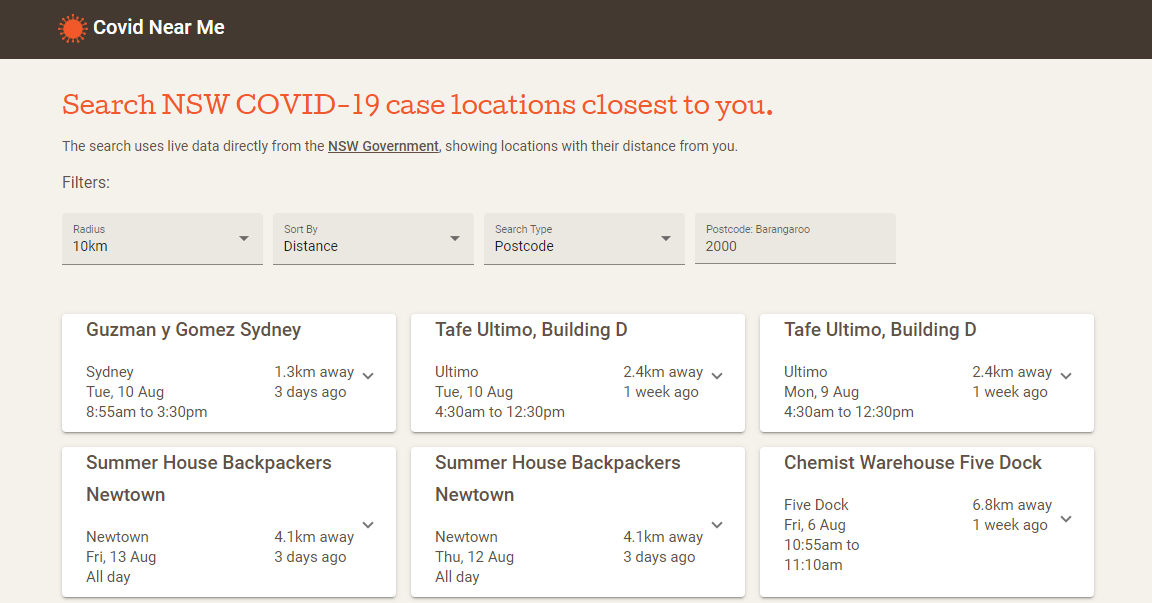 Covid Near Me
Search NSW COVID-19 case locations closest to you.
The search uses live data directly from the NSW Government, showing locations with their distance from you.
Filters:
Radius
10km
Sort By
Distance
Search Type
Postcode
Postcode: Barangaroo
2000
Guzman y Gomez Sydney
Sydney
1.3km away
Tue, 10 Aug
3 days ago
8:55am to 3:30pm
Tafe Ultimo, Building D
Ultimo
2.4km away
Tue, 10 Aug
1 week ago
4:30am to 12:30pm
Tafe Ultimo, Building D
Ultimo
2.4km away
Mon, 9 Aug
1 week ago
4:30am to 12:30pm
Summer House Backpackers
Newtown
Newtown
4.1km away
Fri, 13 Aug
3 days ago
All day
Summer House Backpackers
Newtown
Newtown
4.1km away
Thu, 12 Aug
3 days ago
All day
Chemist Warehouse Five Dock
Five Dock
6.8km away
Fri, 6 Aug
1 week ago
10:55am to
11:10am